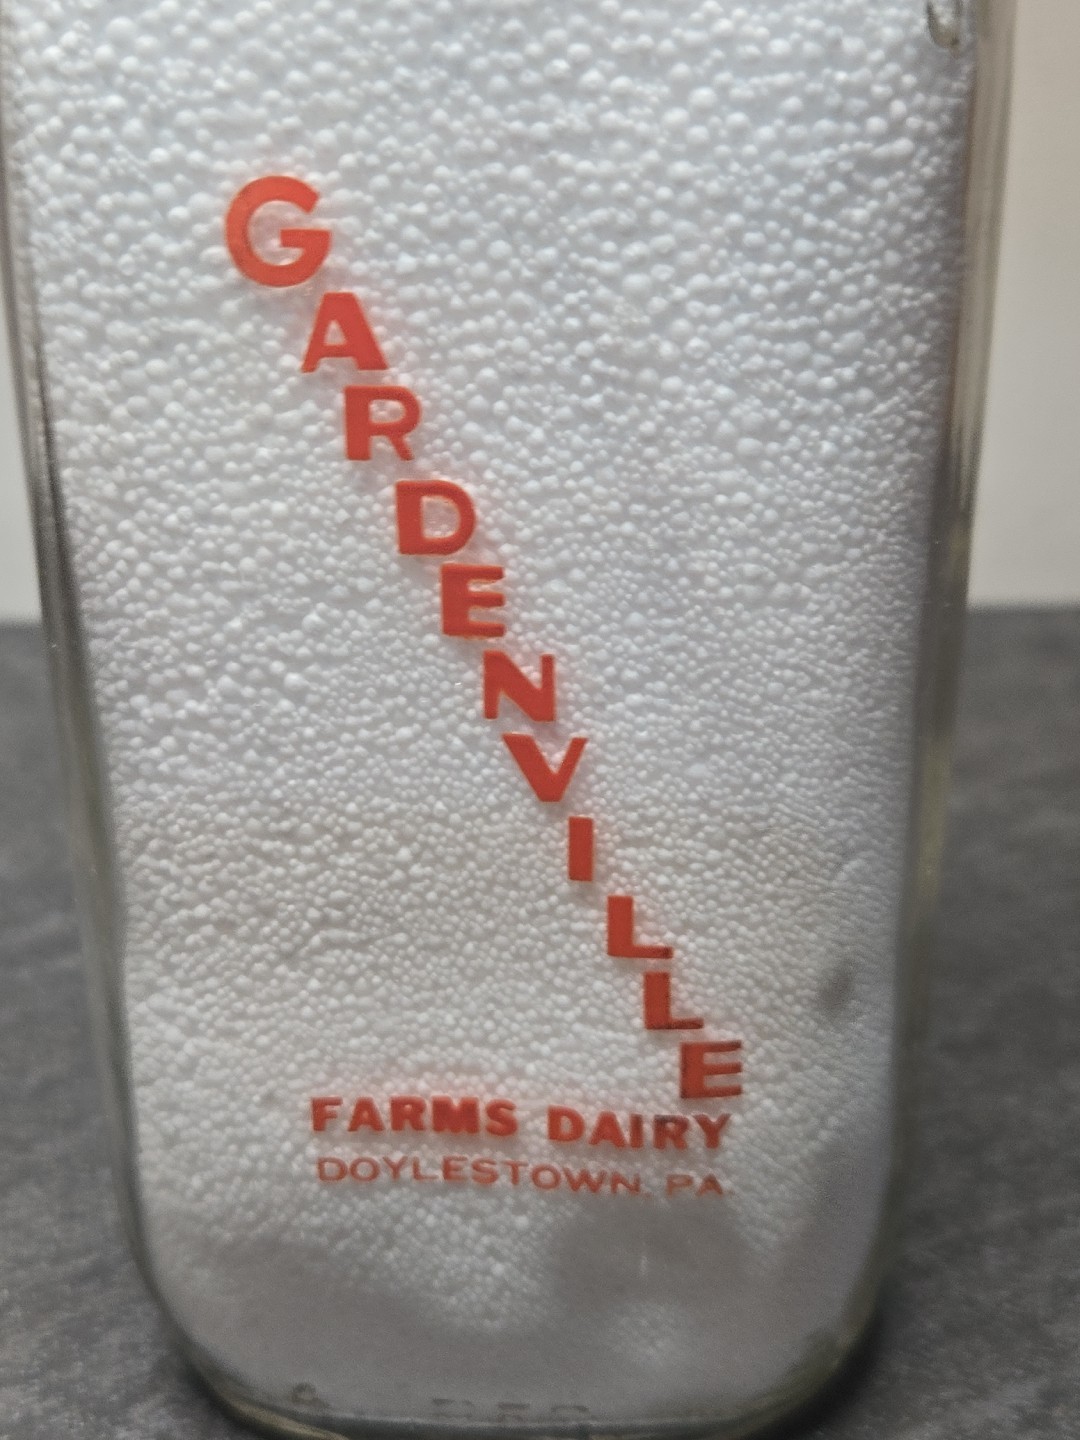 GARDENVILLE
FARMS DAIRY
DOYLESTOWN, PA.